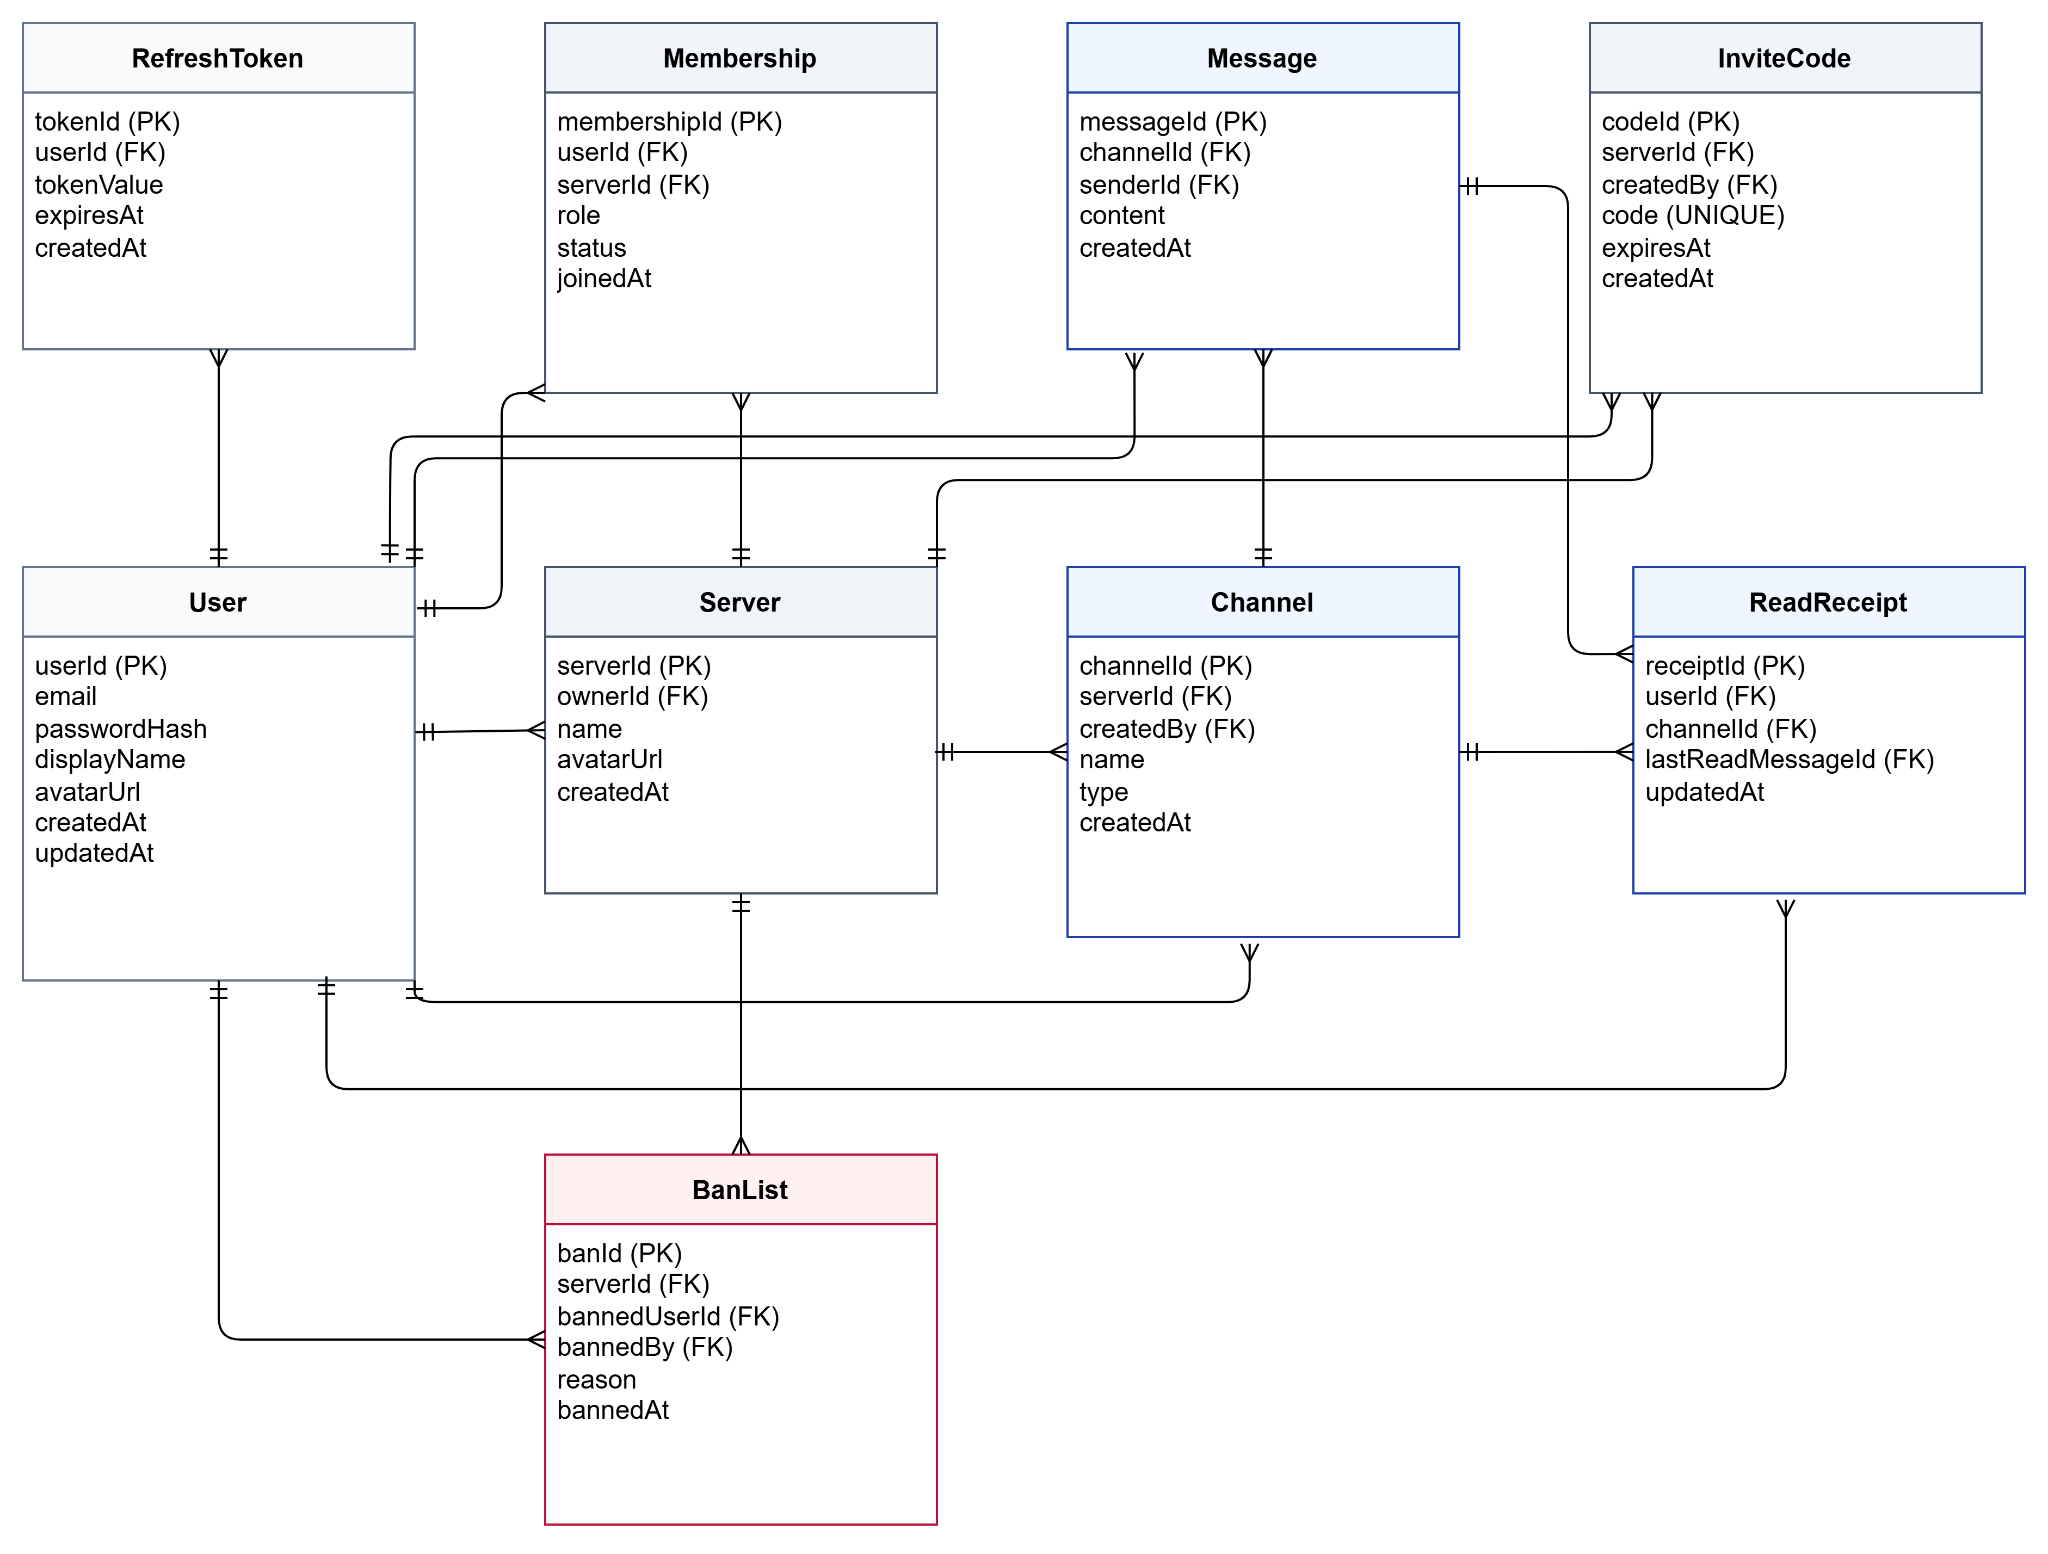 RefreshToken
tokenId (PK)
userId (FK)
tokenValue
expiresAt
createdAt
Membership
membershipId (PK)
userId (FK)
serverId (FK)
role
status
joinedAt
Message
messageId (PK)
channelId (FK)
senderId (FK)
content
createdAt
InviteCode
codeId (PK)
serverId (FK)
createdBy (FK)
code (UNIQUE)
expiresAt
createdAt
User
userId (PK)
email
passwordHash
displayName
avatarUrl
createdAt
updatedAt
Server
serverId (PK)
ownerId (FK)
name
avatarUrl
createdAt
Channel
channelId (PK)
serverId (FK)
createdBy (FK)
name
type
createdAt
ReadReceipt
receiptId (PK)
userId (FK)
channelId (FK)
lastReadMessageId (FK)
updatedAt
BanList
banId (PK)
serverId (FK)
bannedUserId (FK)
bannedBy (FK)
reason
bannedAt